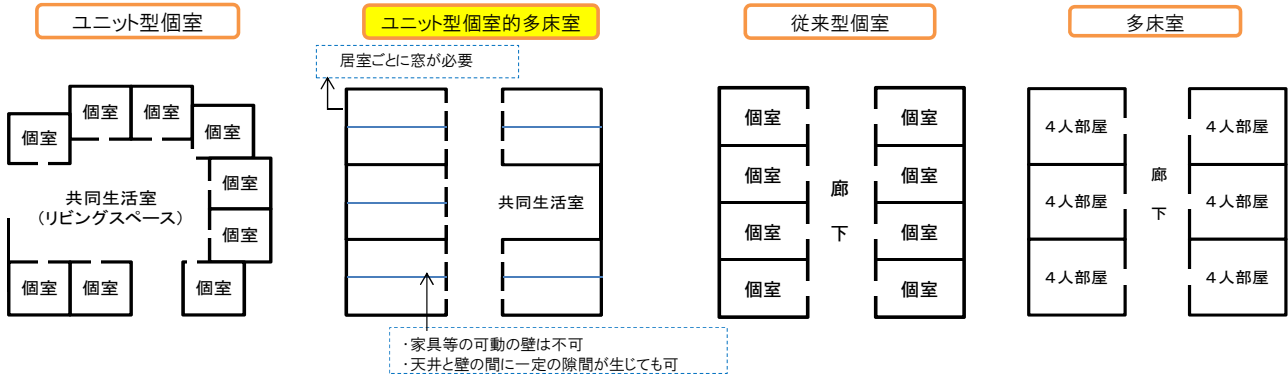 ユニット型個室
個室
個室
個室
個室
個室
個室
共同生活室
(リビングスペース)
個室
個室
個室
ユニット型個室的多床室
居室ごとに窓が必要
共同生活室
・家具等の可動の壁は不可
・天井と壁の間に一定の隙間が生じても可
従来型個室
個室
個室
個室
個室
廊
下
個室
個室
個室
個室
多床室
4人部屋
4人部屋
4人部屋
廊
下
4人部屋
4人部屋
4人部屋